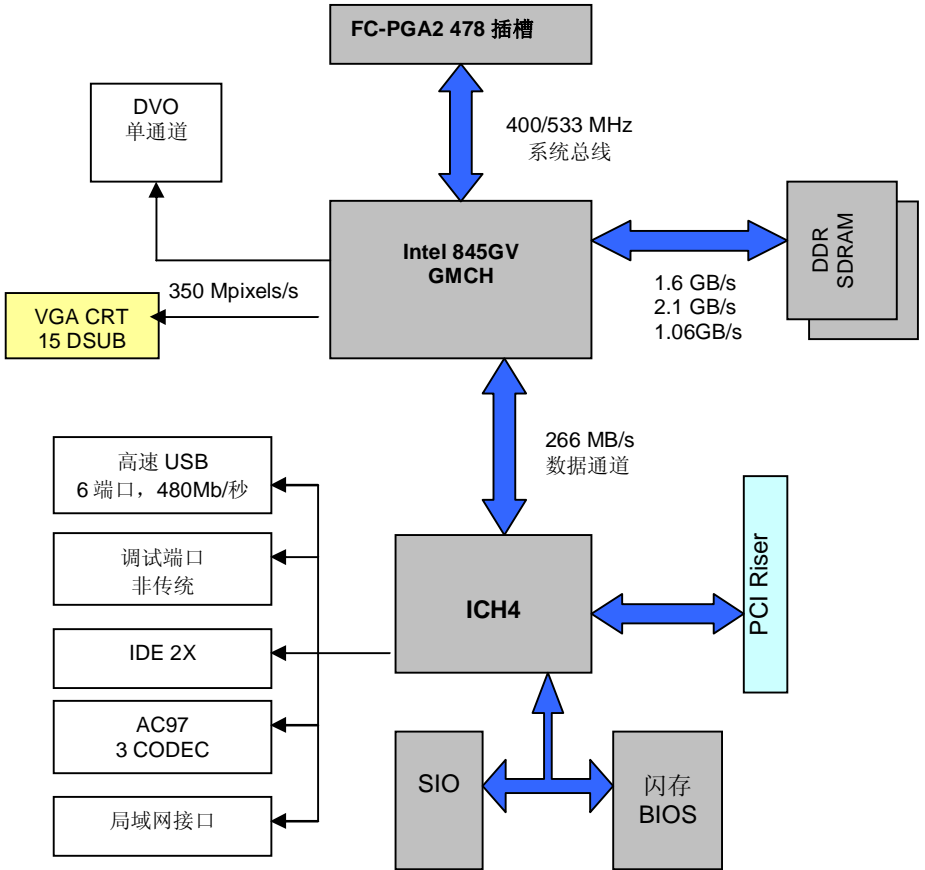 FC-PGA2 478 插槽
DVO
单通道
400/533 MHz
系统总线
Intel 845GV
GMCH
DDR
SDRAM
350 Mpixels/s
VGA CRT
15 DSUB
1.6 GB/s
2.1 GB/s
1.06GB/s
266 MB/s
数据通道
高速 USB
6 端口，480Mb/秒
调试端口
非传统
IDE 2X
AC97
3 CODEC
局域网接口
ICH4
PCI Riser
SIO
闪存
BIOS